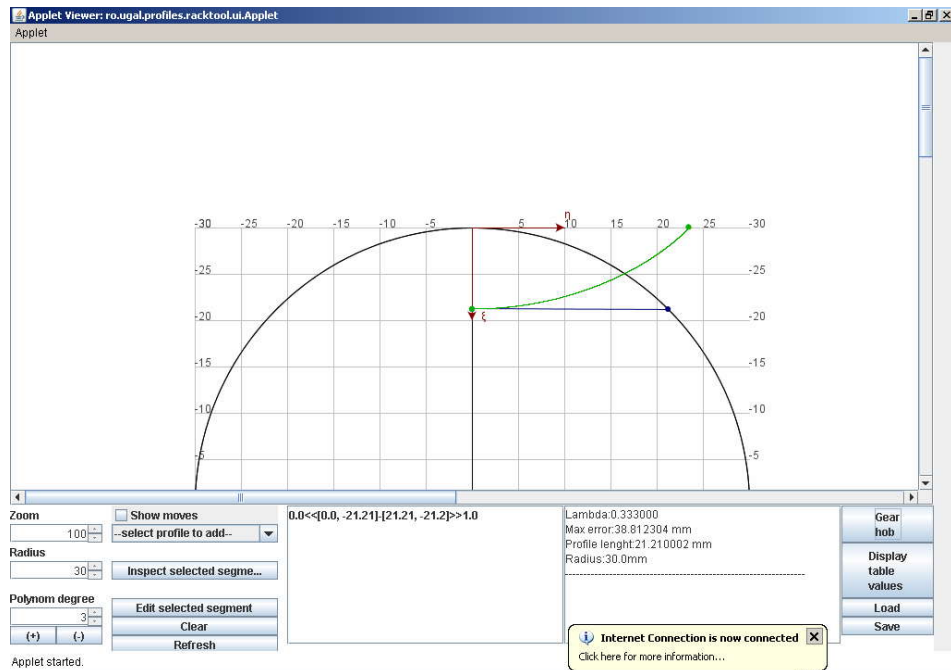 Applet Viewer: ro.ugal.profiles.racktool.ui.Applet
Applet
η
-30 -25 -20 -15 -10 -5 5 10 15 20 25 -30
-25 -25
ξ
-20 -20
-15 -15
-10 -10
-5 -5
Zoom
100
Radius
30
Polynom degree
3
(+) (-)
Show moves
--select profile to add--
Inspect selected segme...
Edit selected segment
Clear
Refresh
0.0<<[0.0, -21.21]-[21.21, -21.2]>>1.0
Lambda:0.333000
Max error:38.812304 mm
Profile lenght:21.210002 mm
Radius:30.0mm
----------------------------------------------------------------
Gear
hob
Display
table
values
Load
Save
Internet Connection is now connected
Click here for more information...
Applet started.